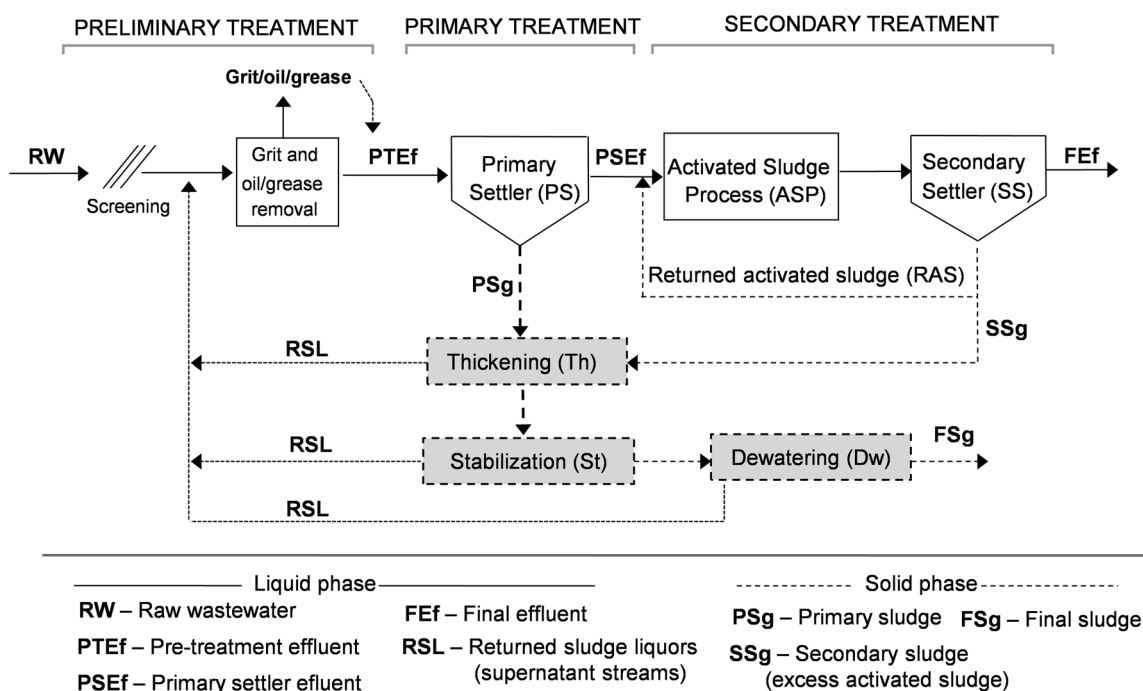 PRELIMINARY TREATMENT
PRIMARY TREATMENT
SECONDARY TREATMENT
Grit/oil/grease
RW
Screening
Grit and
oil/grease
removal
PTEf
Primary
Settler (PS)
PSEf
Activated Sludge
Process (ASP)
Secondary
Settler (SS)
FEf
Returned activated sludge (RAS)
PSg
SSg
RSL
Thickening (Th)
RSL
Stabilization (St)
Dewatering (Dw)
FSg
RSL
Liquid phase
RW – Raw wastewater
PTEf – Pre-treatment effluent
PSEf – Primary settler efluent
FEf – Final effluent
RSL – Returned sludge liquors
(supernatant streams)
Solid phase
PSg – Primary sludge
FSg – Final sludge
SSg – Secondary sludge
(excess activated sludge)